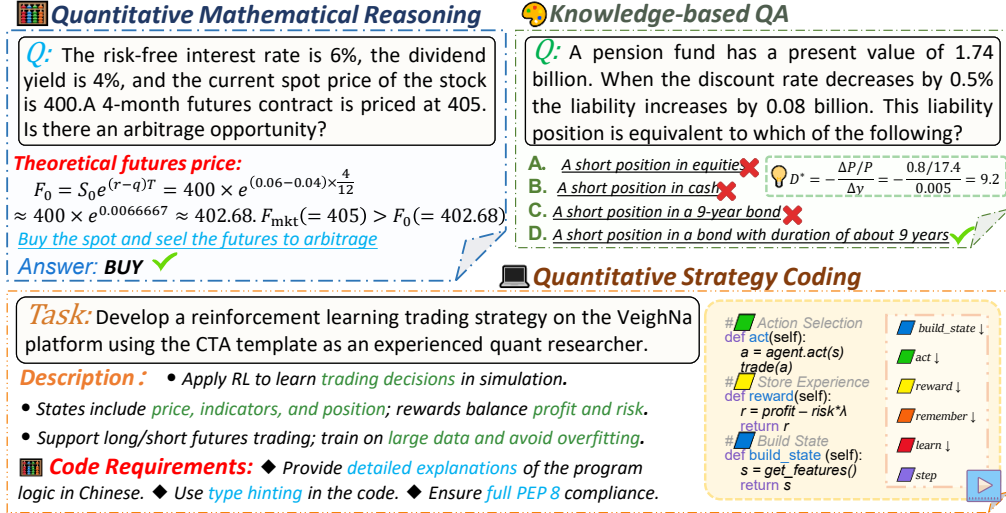 Quantitative Mathematical Reasoning
Q: The risk-free interest rate is 6%, the dividend
yield is 4%, and the current spot price of the stock
is 400.A 4-month futures contract is priced at 405.
Is there an arbitrage opportunity?
Theoretical futures price:
F₀ = S₀e^{(r−q)T} = 400 × e^{(0.06−0.04)×4/12}
≈ 400 × e^{0.0066667} ≈ 402.68. F_mkt(= 405) > F₀(= 402.68)
Buy the spot and seel the futures to arbitrage
Answer: BUY
Knowledge-based QA
Q: A pension fund has a present value of 1.74
billion. When the discount rate decreases by 0.5%
the liability increases by 0.08 billion. This liability
position is equivalent to which of the following?
A. A short position in equitie
B. A short position in cash
C. A short position in a 9-year bond
D. A short position in a bond with duration of about 9 years
D* = − (ΔP/P)/Δy = − (0.8/17.4)/0.005 = 9.2
Quantitative Strategy Coding
Task: Develop a reinforcement learning trading strategy on the VeighNa
platform using the CTA template as an experienced quant researcher.
Description: • Apply RL to learn trading decisions in simulation.
• States include price, indicators, and position; rewards balance profit and risk.
• Support long/short futures trading; train on large data and avoid overfitting.
Code Requirements: ◆ Provide detailed explanations of the program
logic in Chinese. ◆ Use type hinting in the code. ◆ Ensure full PEP 8 compliance.
# Action Selection
def act(self):
a = agent.act(s)
trade(a)
# Store Experience
def reward(self):
r = profit – risk*λ
return r
# Build State
def build_state (self):
s = get_features()
return s
build_state ↓
act ↓
reward ↓
remember ↓
learn ↓
step